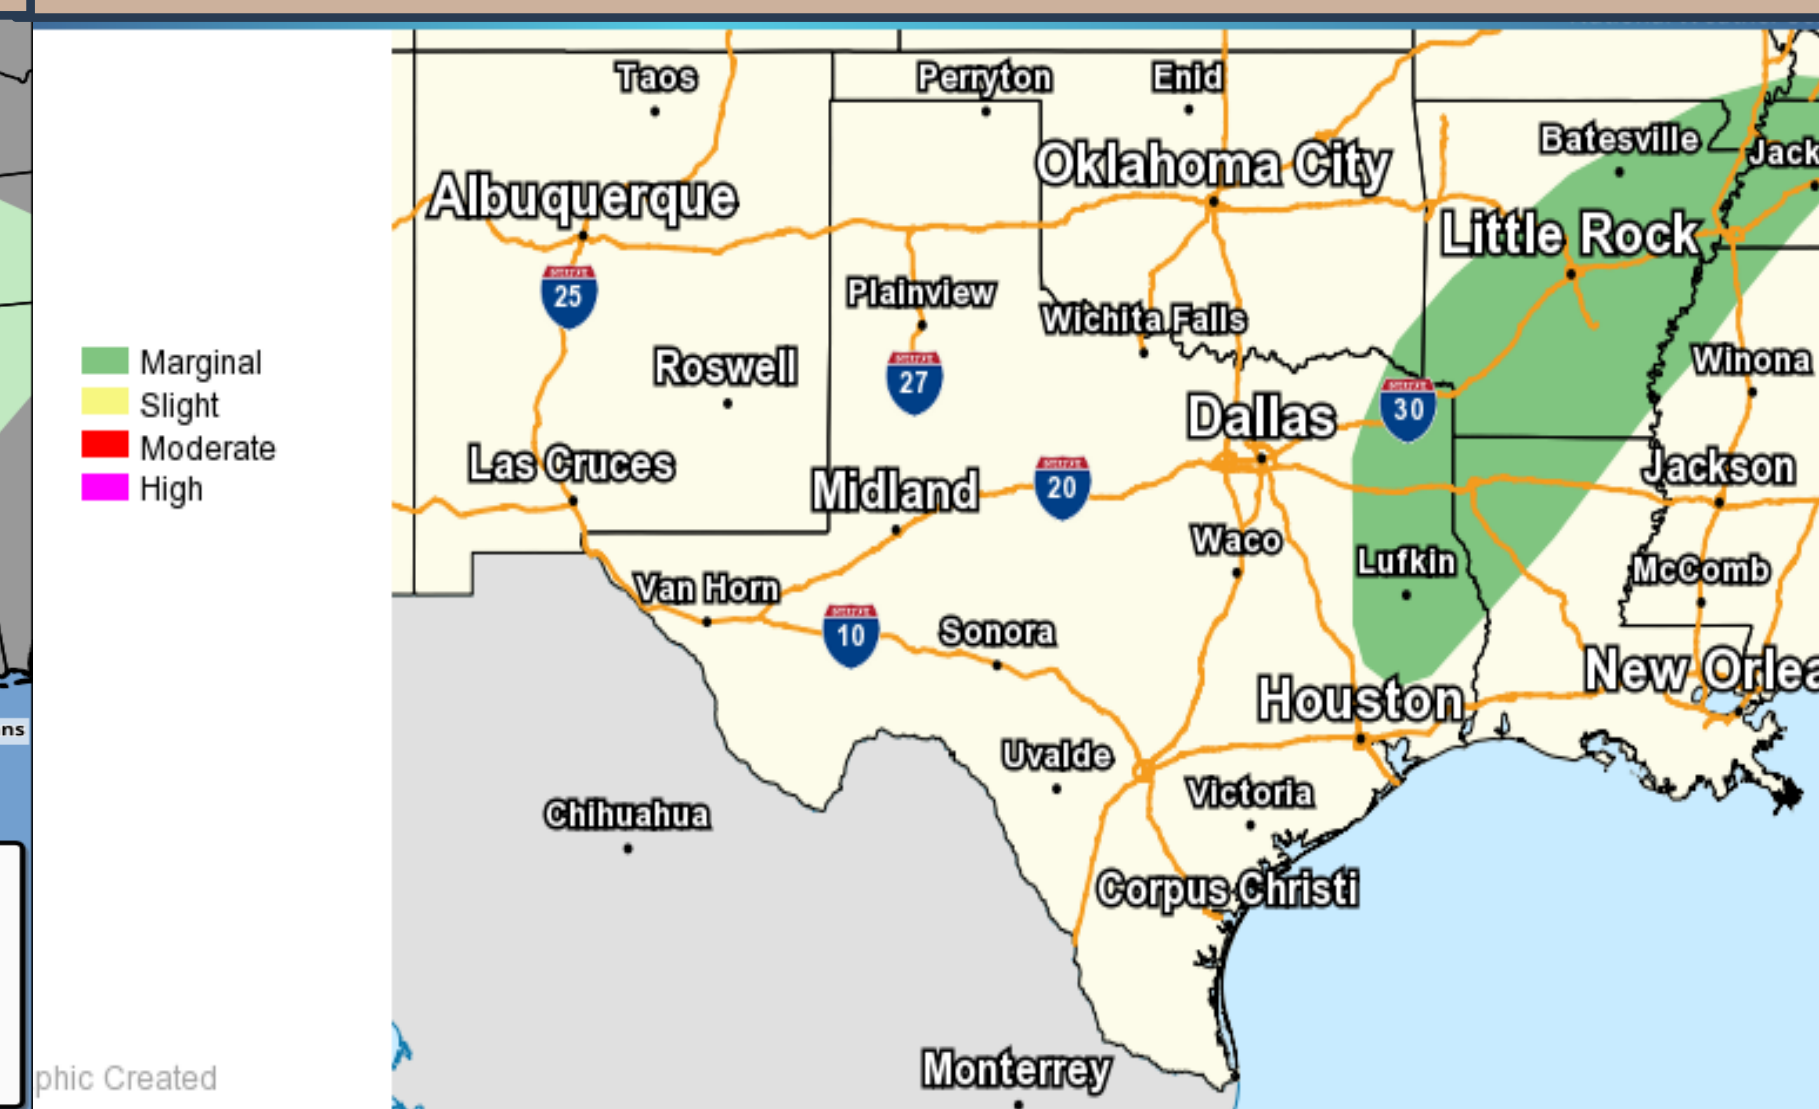 Taos
Perryton
Enid
Batesville
Jack
Oklahoma City
Albuquerque
Little Rock
25
Plainview
Wichita Falls
Marginal
Roswell
27
Winona
Slight
Dallas
30
Moderate
Las Cruces
Midland
20
Jackson
High
Waco
Lufkin
McComb
Van Horn
10
Sonora
New Orlea
Houston
ns
Uvalde
Victoria
Chihuahua
Corpus Christi
phic Created
Monterrey